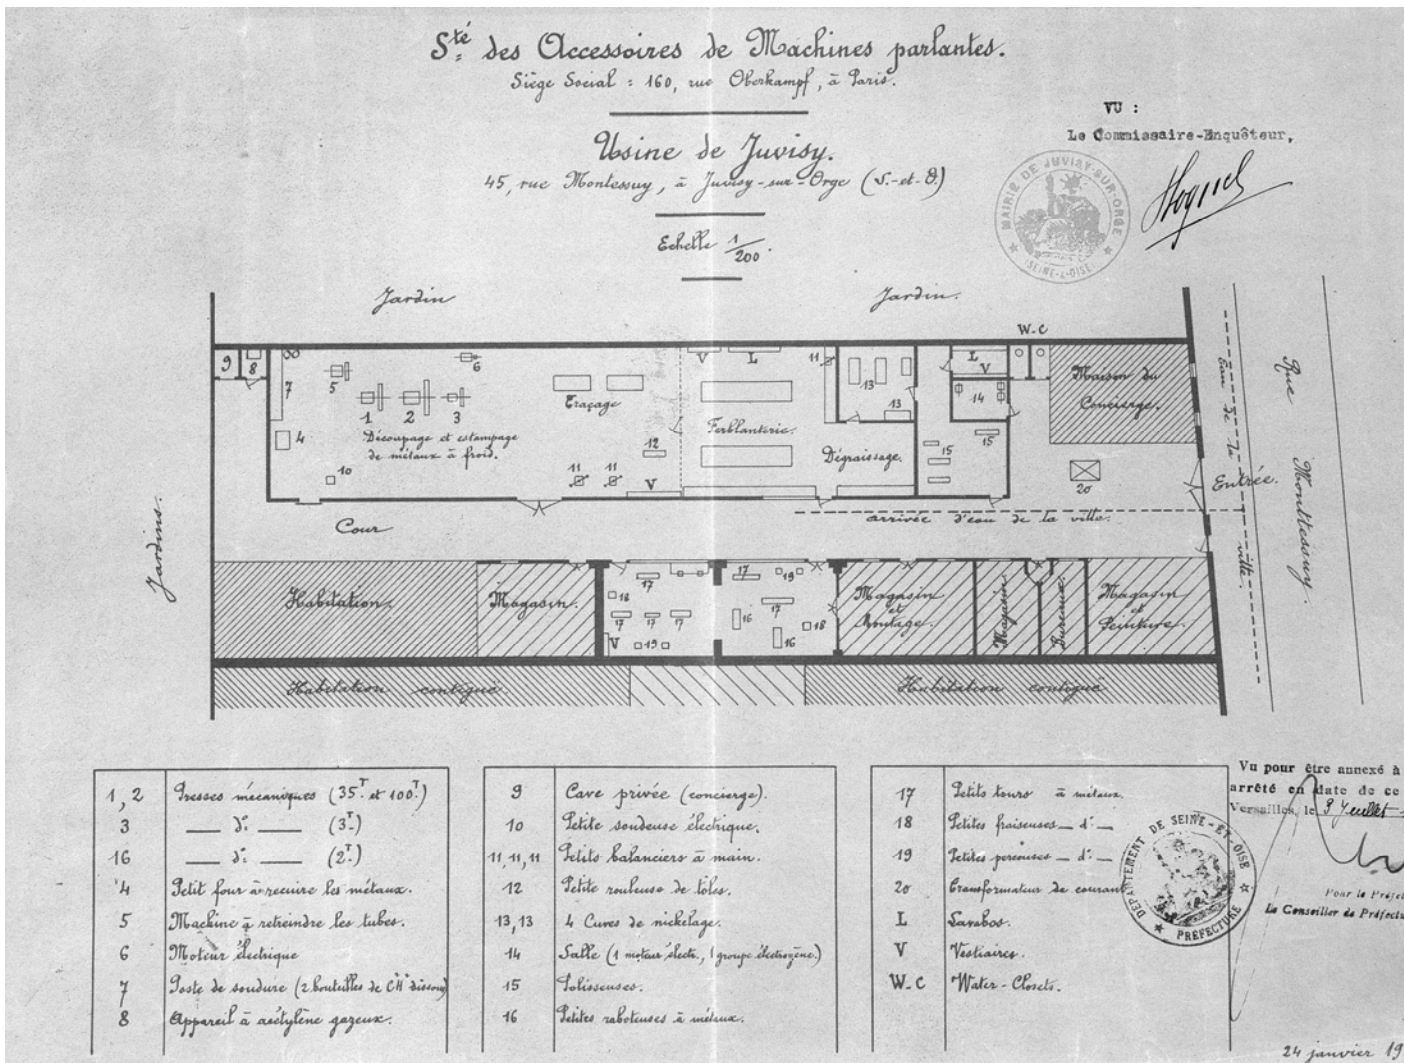 Sté des Accessoires de Machines parlantes.
Siège Social : 160, rue Oberkampf, à Paris.
VU :
Le Commissaire-Enquêteur,
Usine de Juvisy.
45, rue Montessuy, à Juvisy-sur-Orge (S.-et-O.)
MAIRIE DE JUVISY-SUR-ORGE
(SEINE-&-OISE)
Echelle 1/200.
Jardin
Jardin.
W-C
9
8
7
5
6
1
2
3
4
10
Découpage et estampage
de métaux à froid.
Traçage
12
11
11
V
V
L
11
Ferblanterie.
Dégraissage.
13
13
L
V
14
15
15
Maison du
Concierge.
20
Entrée.
Eau de la ville.
Rue Monttessuy.
Jardins.
Cour
arrivée d'eau de la ville.
Habitation.
Magasin.
17
18
17
17
17
V
19
17
19
17
16
16
18
Magasin
et
Montage.
Magasin
Bureaux.
Magasin
et
Peinture.
Habitation contiguë.
Habitation contiguë
1, 2 Presses mécaniques (35T. et 100T.)
3 — do — (3T.)
16 — do — (2T.)
4 Petit four à recuire les métaux.
5 Machine à retreindre les tubes.
6 Moteur électrique
7 Poste de soudure (2 bouteilles de
8 Appareil à acétylène gazeux.
9 Cave privée (concierge).
10 Petite soudeuse électrique.
11, 11, 11 Petits balanciers à main.
12 Petite rouleuse de tôles.
13, 13 4 Cuves de nickelage.
14 Salle (1 moteur électr., 1 groupe électrogène.)
15 Polisseuses.
16 Petites raboteuses à métaux.
17 Petits tours à métaux.
18 Petites fraiseuses — do —
19 Petites perceuses — do —
20 Transformateur de courant
L Lavabos.
V Vestiaires.
W-C Water-Closets.
Vu pour être annexé à
arrêté en date de ce
Versailles, le 9 Juillet
DÉPARTEMENT DE SEINE-ET-OISE
PRÉFECTURE
Pour le Préfet
Le Conseiller de Préfecture
24 janvier 19